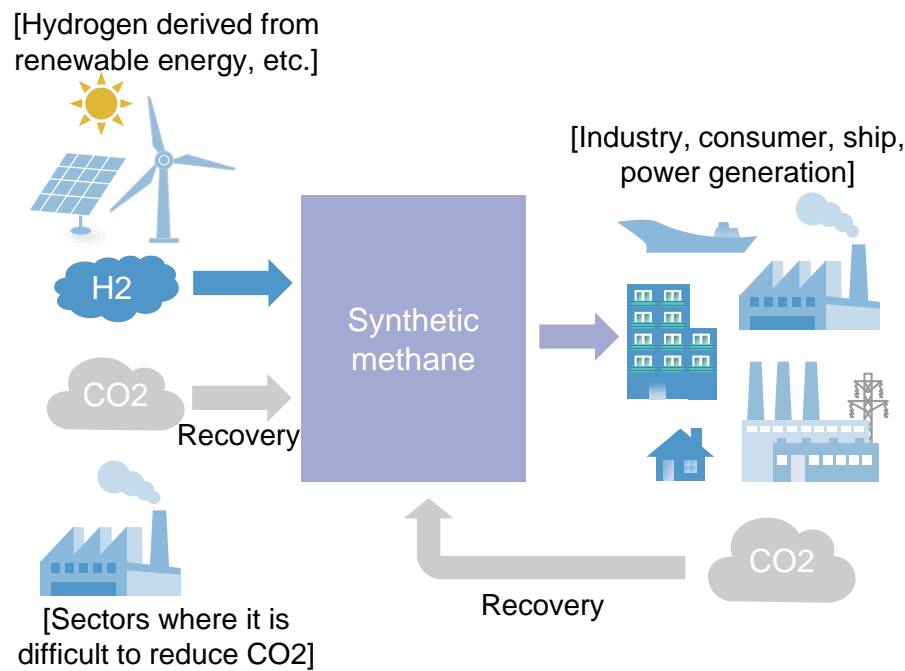 [Hydrogen derived from
renewable energy, etc.]
[Industry, consumer, ship,
power generation]
H2
Synthetic
methane
CO2
Recovery
CO2
Recovery
[Sectors where it is
difficult to reduce CO2]